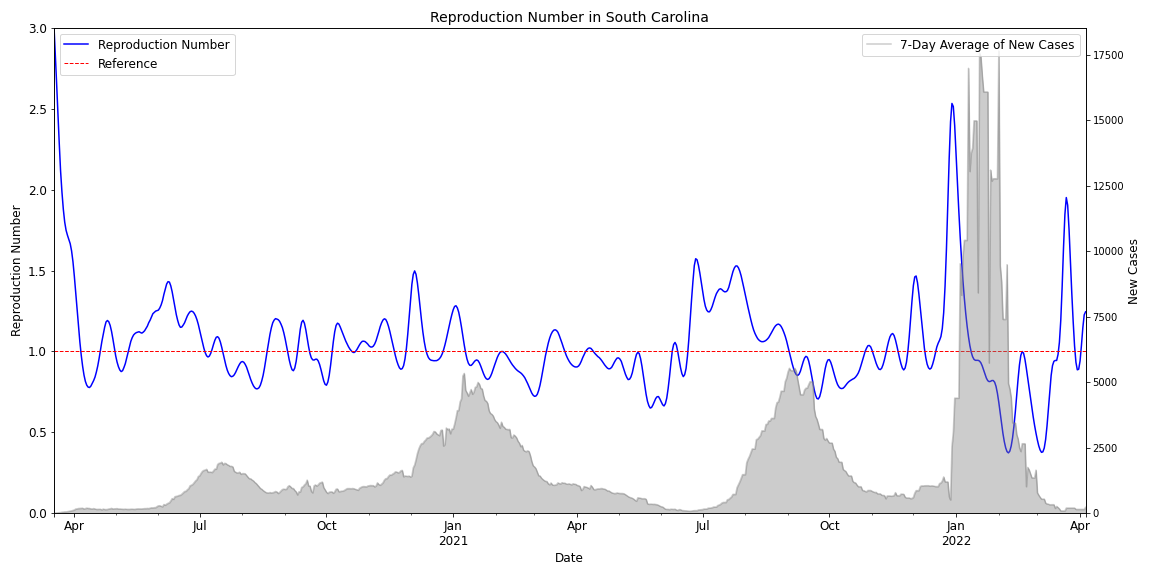 Reproduction Number in South Carolina
Reproduction Number
Reference
7-Day Average of New Cases
3.0
2.5
2.0
1.5
1.0
0.5
0.0
Reproduction Number
17500
15000
12500
10000
7500
5000
2500
0
New Cases
Apr
Jul
Oct
Jan
2021
Apr
Jul
Oct
Jan
2022
Apr
Date